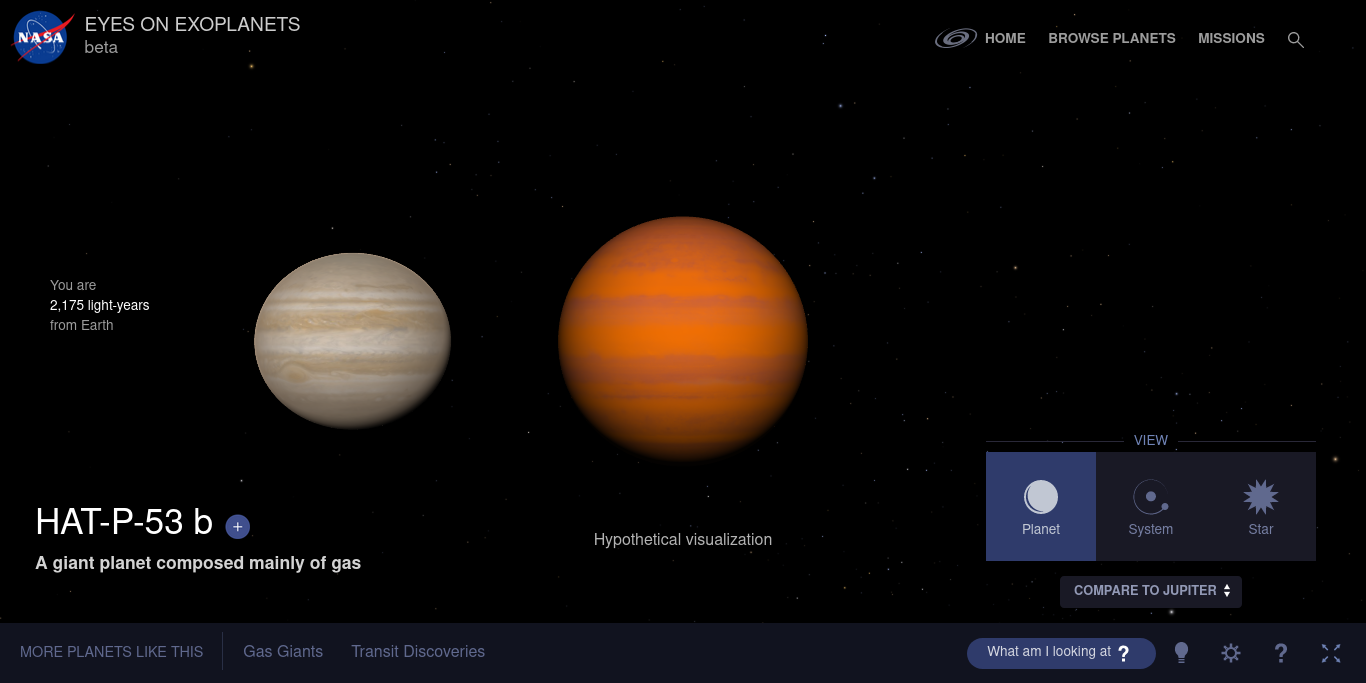 NASA
EYES ON EXOPLANETS
beta
HOME
BROWSE PLANETS
MISSIONS
You are
2,175 light-years
from Earth
HAT-P-53 b +
A giant planet composed mainly of gas
Hypothetical visualization
VIEW
Planet
System
Star
COMPARE TO JUPITER
MORE PLANETS LIKE THIS
Gas Giants
Transit Discoveries
What am I looking at ?
?